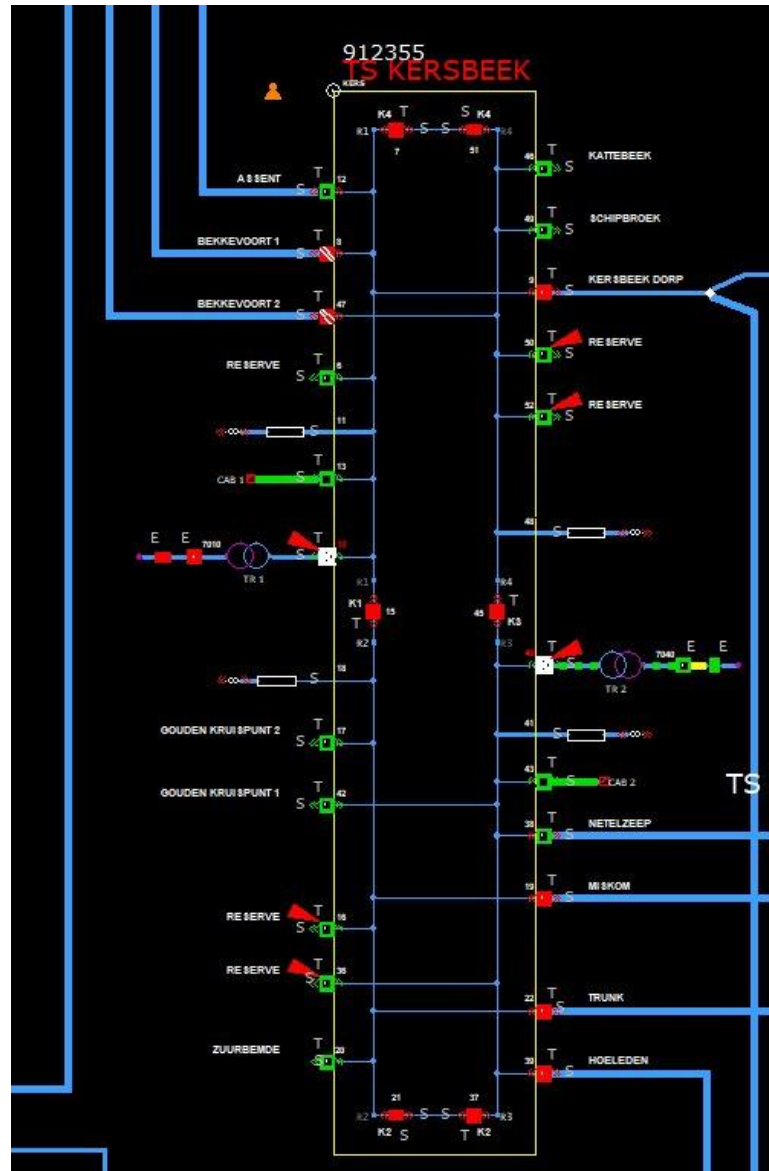 912355
TS KERSBEEK
KERS
K4 T S S S K4
R1 R4
7 51
T
ASSENT S 12
T
KATTEBEEK S 46
T
BEKKEVOORT 1 S 8
T
SCHIPBROEK S 49
T
KERSBEEK DORP S 9
T
BEKKEVOORT 2 S 47
T
RESERVE S 6
T
RESERVE S 50
T
RESERVE S 52
S 11
T
CAB 1 S 13
48 S
E E 7010 T
S
TR 1
R1 R4
K1 15 45 T
T K3
R2 R3
T 7040 E E
S
TR 2
18
S
T
GOUDEN KRUISPUNT 2 S 17
41
S
T
43 S CAB 2
TS
T
GOUDEN KRUISPUNT 1 S 42
T
38 S NETELZEEP
T
19 S MISKOM
T
RESERVE S 16
T
RESERVE S 36
T
22 S TRUNK
T
ZUURBEMDE S 20
T
39 S HOELEDEN
21 37
R2 S S R3
K2 S T K2